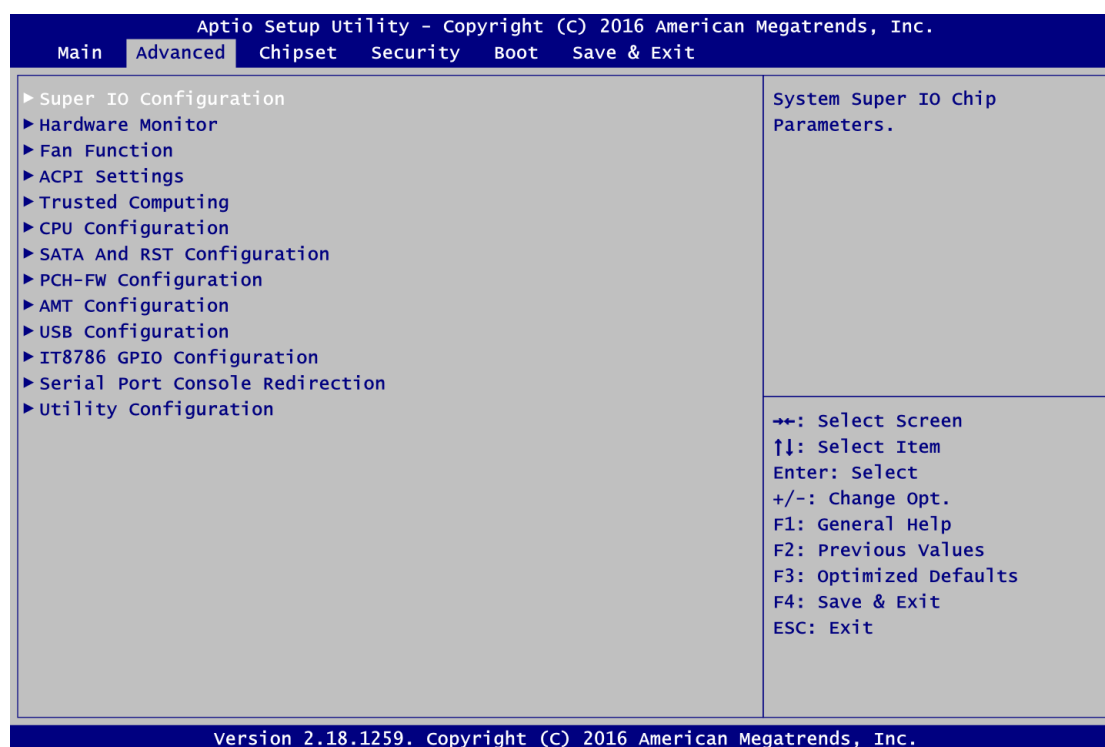 Aptio Setup Utility – Copyright (C) 2016 American Megatrends, Inc.
Main Advanced Chipset Security Boot Save & Exit
►Super IO Configuration
►Hardware Monitor
►Fan Function
►ACPI Settings
►Trusted Computing
►CPU Configuration
►SATA And RST Configuration
►PCH-FW Configuration
►AMT Configuration
►USB Configuration
►IT8786 GPIO Configuration
►Serial Port Console Redirection
►Utility Configuration
System Super IO Chip
Parameters.
→←: Select Screen
↑↓: Select Item
Enter: Select
+/-: Change Opt.
F1: General Help
F2: Previous Values
F3: Optimized Defaults
F4: Save & Exit
ESC: Exit
Version 2.18.1259. Copyright (C) 2016 American Megatrends, Inc.